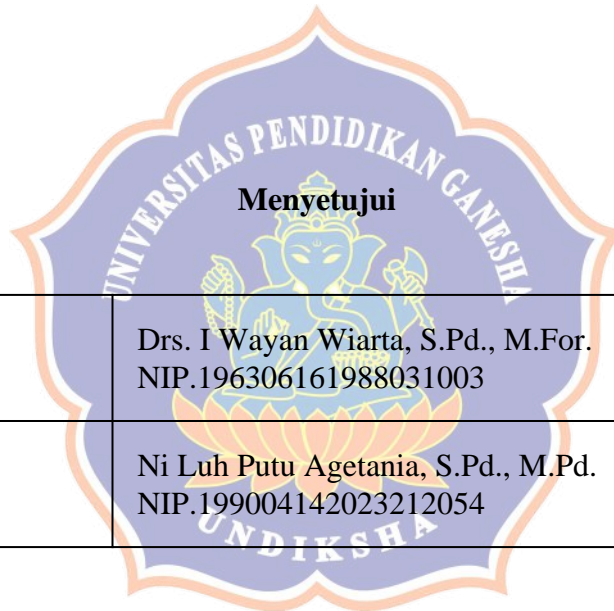 UNIVERSITAS PENDIDIKAN GANESHA
Menyetujui
Drs. I Wayan Wiarta, S.Pd., M.For.
NIP.196306161988031003
Ni Luh Putu Agetania, S.Pd., M.Pd.
NIP.199004142023212054
UNDIKSHA